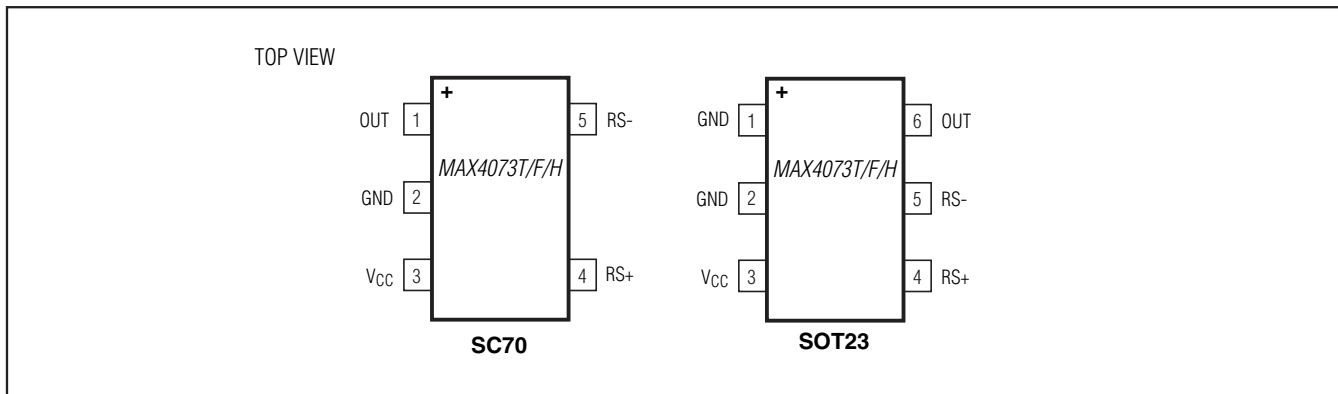 TOP VIEW
+
OUT 1 5 RS-
MAX4073T/F/H
GND 2
VCC 3 4 RS+
SC70
+
GND 1 6 OUT
MAX4073T/F/H
GND 2 5 RS-
VCC 3 4 RS+
SOT23